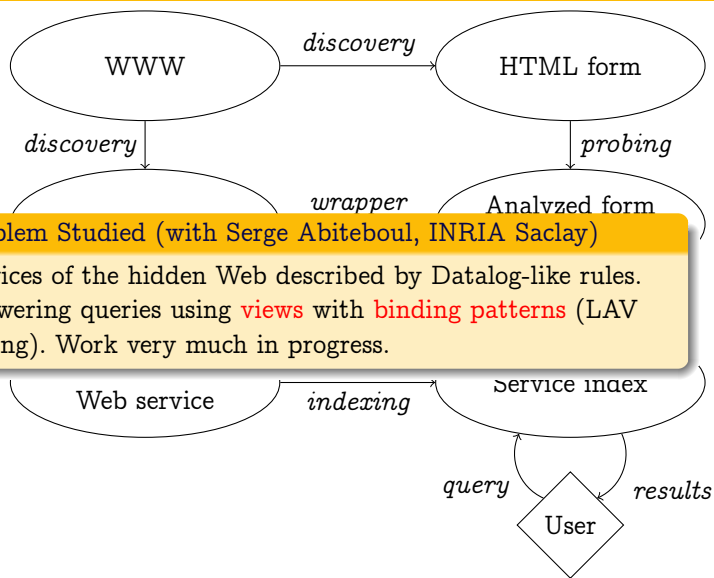 discovery
WWW
HTML form
discovery
probing
wrapper
Analyzed form
blem Studied (with Serge Abiteboul, INRIA Saclay)
ices of the hidden Web described by Datalog-like rules.
wering queries using views with binding patterns (LAV
ng). Work very much in progress.
Web service
indexing
Service index
query
results
User